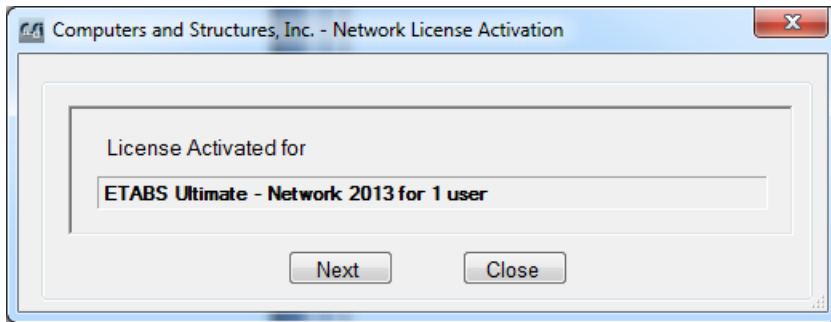 Computers and Structures, Inc. - Network License Activation
License Activated for
ETABS Ultimate - Network 2013 for 1 user
Next Close